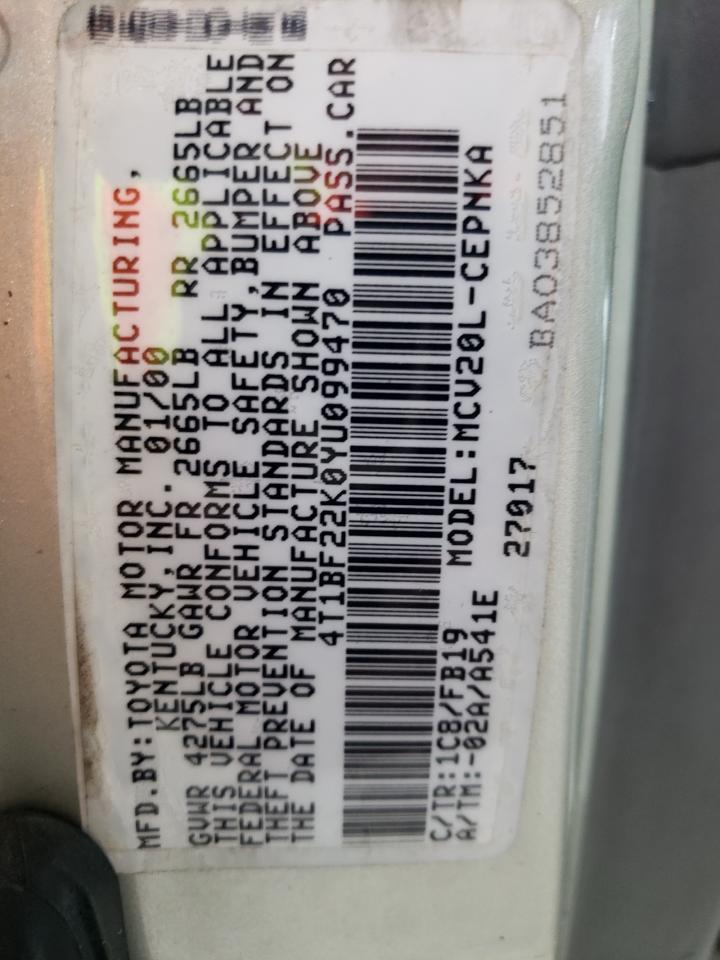 MFD.BY:TOYOTA MOTOR MANUFACTURING,
KENTUCKY,INC. 01/00
GVWR 4275LB GAWR FR 2665LB RR 2665LB
THIS VEHICLE CONFORMS TO ALL APPLICABLE
FEDERAL MOTOR VEHICLE SAFETY,BUMPER AND
THEFT PREVENTION STANDARDS IN EFFECT ON
THE DATE OF MANUFACTURE SHOWN ABOVE
4T1BF22K0YU099470 PASS.CAR
MODEL:MCV20L-CEPNKA
C/TR:1C8/FB19
A/TM:-02A/A541E
27017
BA03852851